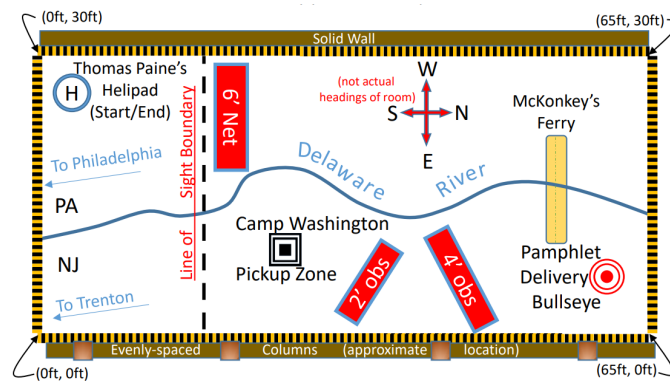 (0ft, 30ft)
(65ft, 30ft)
Solid Wall
Thomas Paine's
Helipad
(Start/End)
H
6' Net
Line of
Sight Boundary
(not actual
headings of room)
W
S
N
E
McKonkey's
Ferry
To Philadelphia
Delaware
River
PA
NJ
Camp Washington
Pickup Zone
2' obs
4' obs
Pamphlet
Delivery
Bullseye
To Trenton
Evenly-spaced Columns (approximate location)
(0ft, 0ft)
(65ft, 0ft)